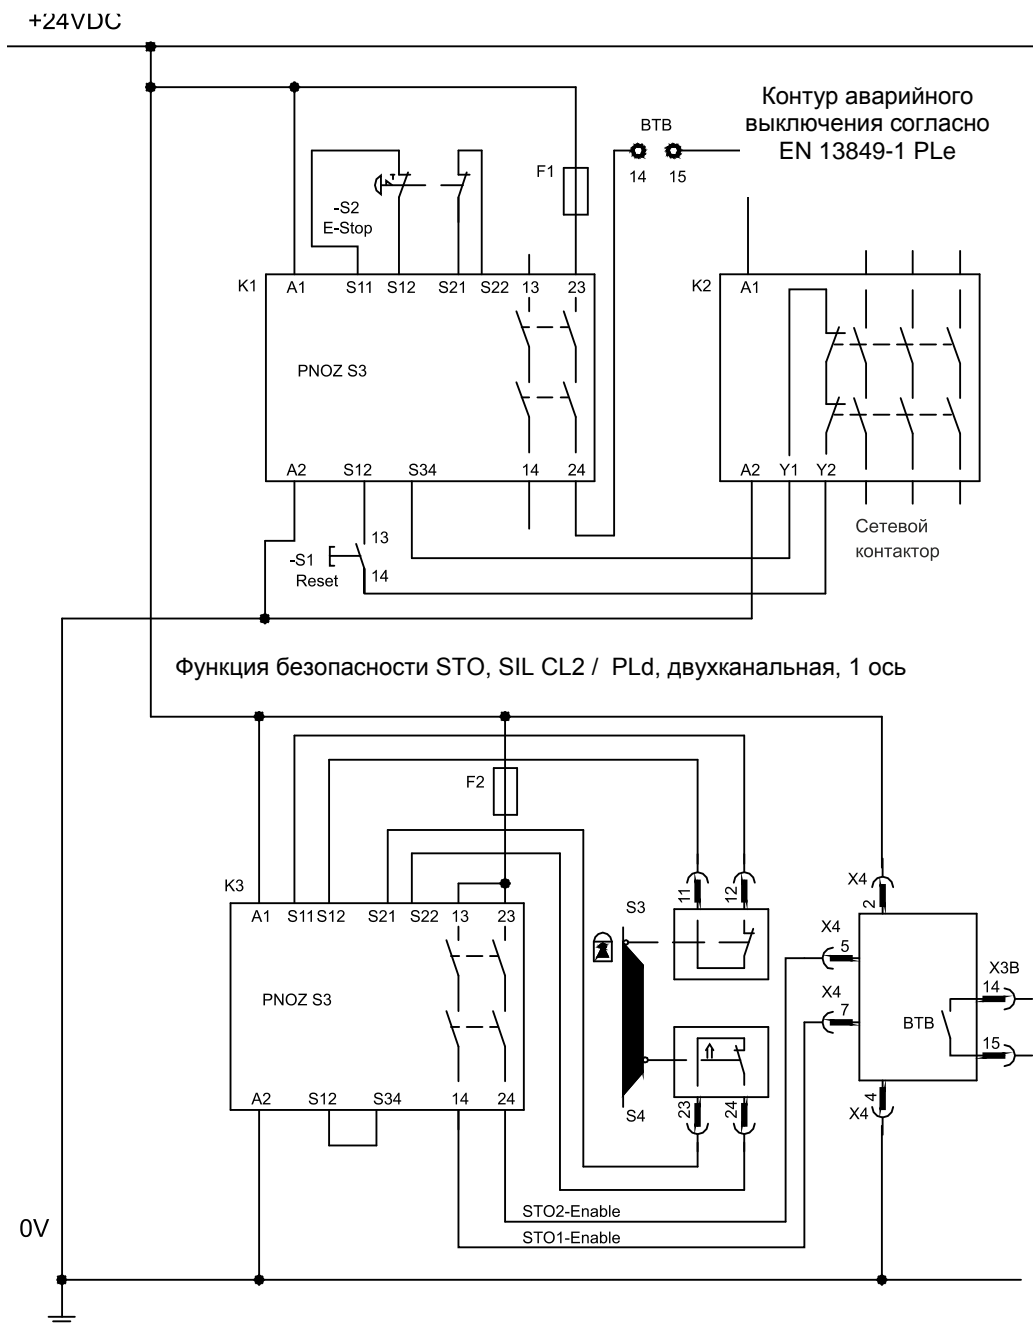 +24VDC
Контур аварийного
выключения согласно
EN 13849-1 PLe
BTB
14 15
F1
-S2
E-Stop
K1
A1 S11 S12 S21 S22 13 23
PNOZ S3
A2 S12 S34 14 24
K2
A1
A2 Y1 Y2
Сетевой
контактор
13
-S1
Reset
14
Функция безопасности STO, SIL CL2 / PLd, двухканальная, 1 ось
F2
K3
A1 S11 S12 S21 S22 13 23
PNOZ S3
A2 S12 S34 14 24
S3
11 12
S4
23 24
X4
2
X4
5
X4
7
X3B
14
BTB
15
4
X4
STO2-Enable
STO1-Enable
0V